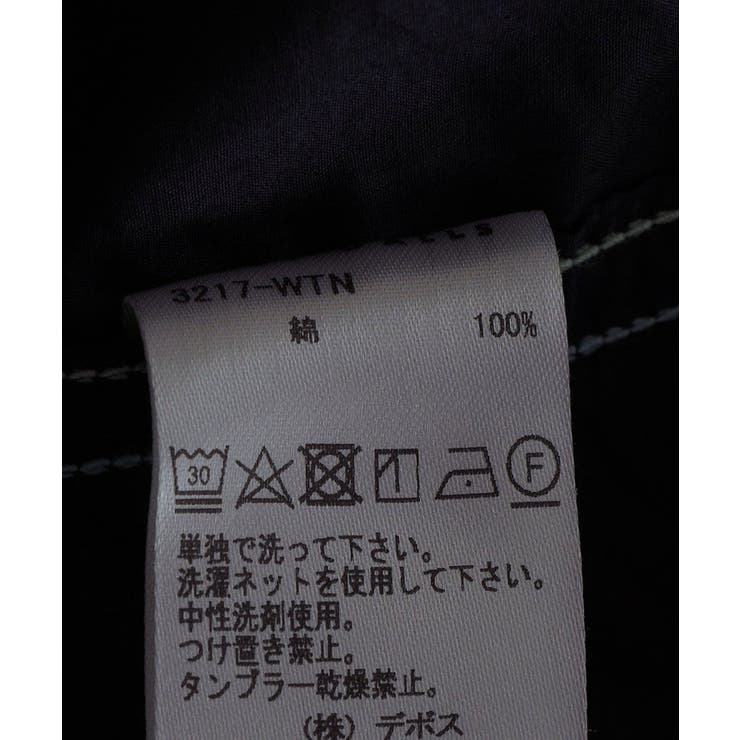 3217-WTN
綿 100%
30
F
単独で洗って下さい。
洗濯ネットを使用して下さい。
中性洗剤使用。
つけ置き禁止。
タンブラー乾燥禁止。
（株）デポス